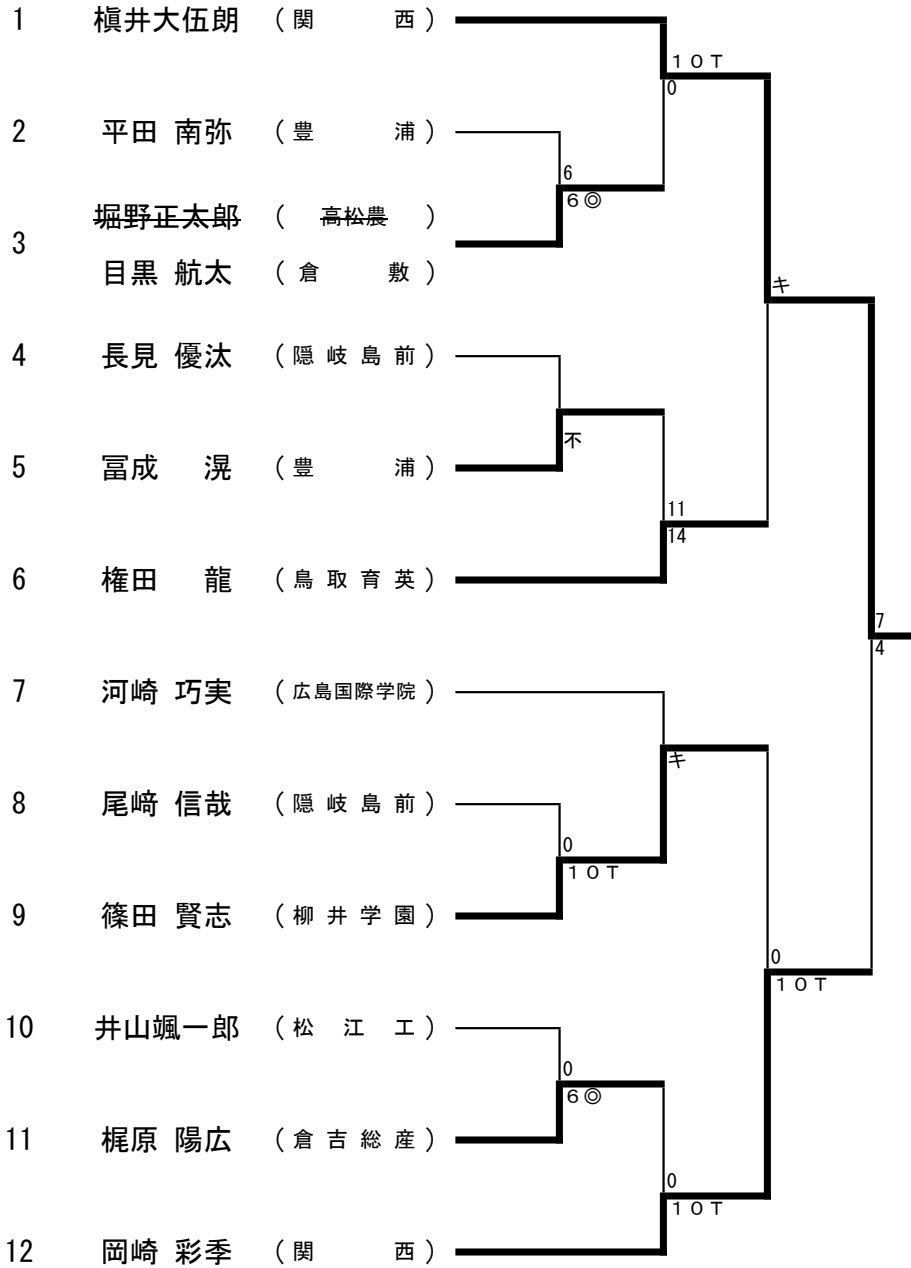 1 槇井大伍朗 (関 西)
10T
0
2 平田 南弥 (豊 浦)
6
6◎
堀野正太郎 ( 高松農 )
3
目黒 航太 (倉 敷)
キ
4 長見 優汰 (隠岐島前)
不
5 冨成 滉 (豊 浦)
11
14
6 権田 龍 (鳥取育英)
7
4
7 河崎 巧実 (広島国際学院)
キ
8 尾﨑 信哉 (隠岐島前)
0
10T
9 篠田 賢志 (柳井学園)
0
10T
10 井山颯一郎 (松 江 工)
0
6◎
11 梶原 陽広 (倉吉総産)
0
10T
12 岡崎 彩季 (関 西)